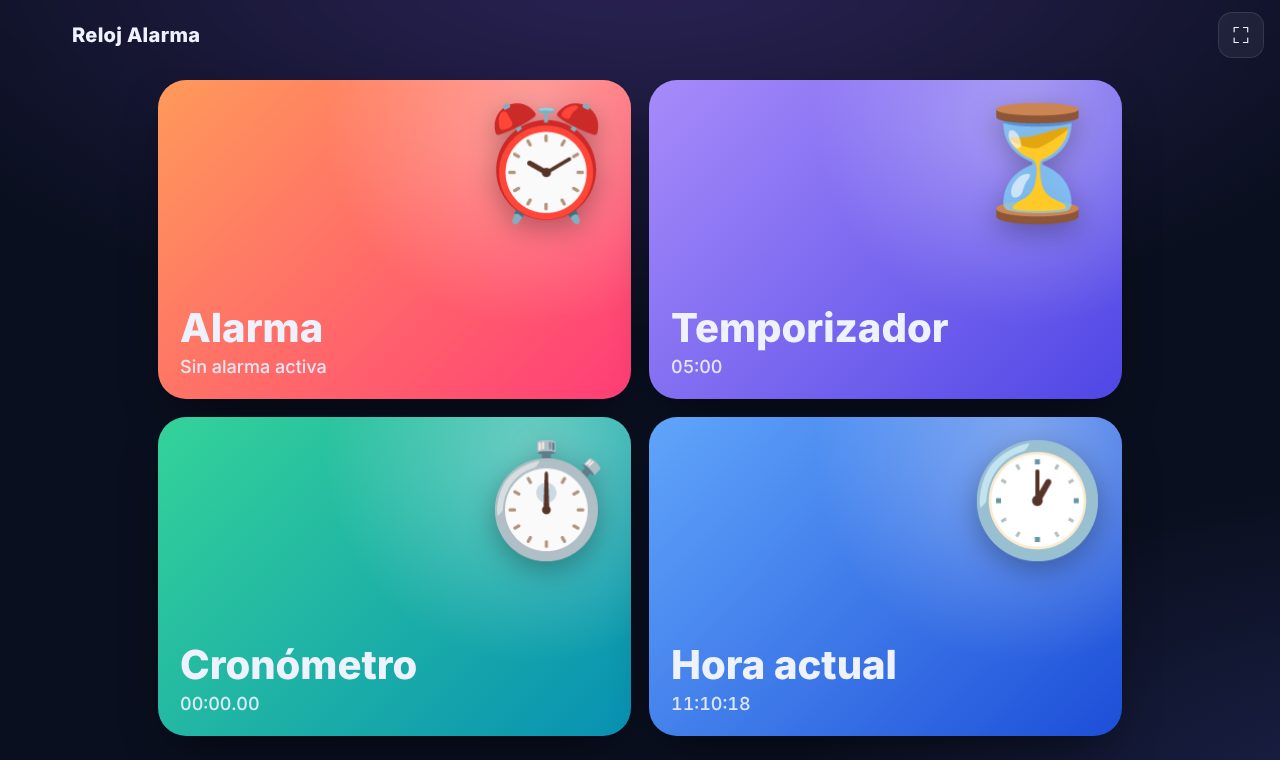 Reloj Alarma
Alarma
Sin alarma activa
Temporizador
05:00
Cronómetro
00:00.00
Hora actual
11:10:18